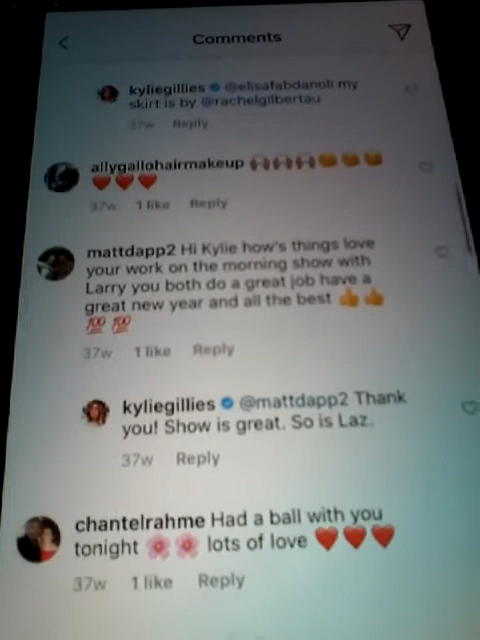 Comments
kyliegillies @elisafabdanoli my
skirt is by @rachelgilbertau
37w Reply
allygallohairmakeup 🙌🙌🙌😍😍😍
❤️❤️❤️
37w 1 like Reply
mattdapp2 Hi Kylie how's things love
your work on the morning show with
Larry you both do a great job have a
great new year and all the best 👍👍
💯💯
37w 1 like Reply
kyliegillies @mattdapp2 Thank
you! Show is great. So is Laz.
37w Reply
chantelrahme Had a ball with you
tonight 🌸🌸 lots of love ❤️❤️❤️
37w 1 like Reply